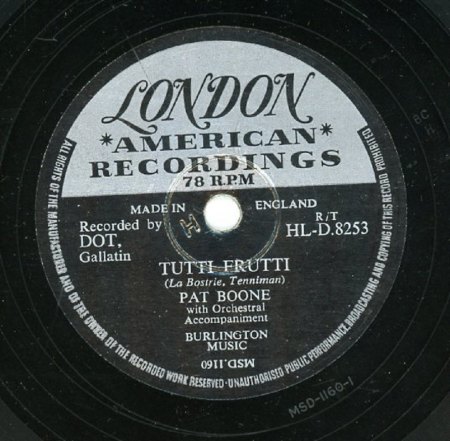 LONDON
*AMERICAN*
RECORDINGS
78 R.P.M
MADE IN ENGLAND
Recorded by
DOT,
Gallatin
R/T
HL-D.8253
TUTTI FRUTTI
(La Bostrie, Tenniman)
PAT BOONE
with Orchestral
Accompaniment
BURLINGTON
MUSIC
MSD.1160
ALL RIGHTS OF THE MANUFACTURER AND OF THE OWNER OF THE RECORDED WORK RESERVED·UNAUTHORISED PUBLIC PERFORMANCE, BROADCASTING AND COPYING OF THIS RECORD PROHIBITED
MSD-1160-1